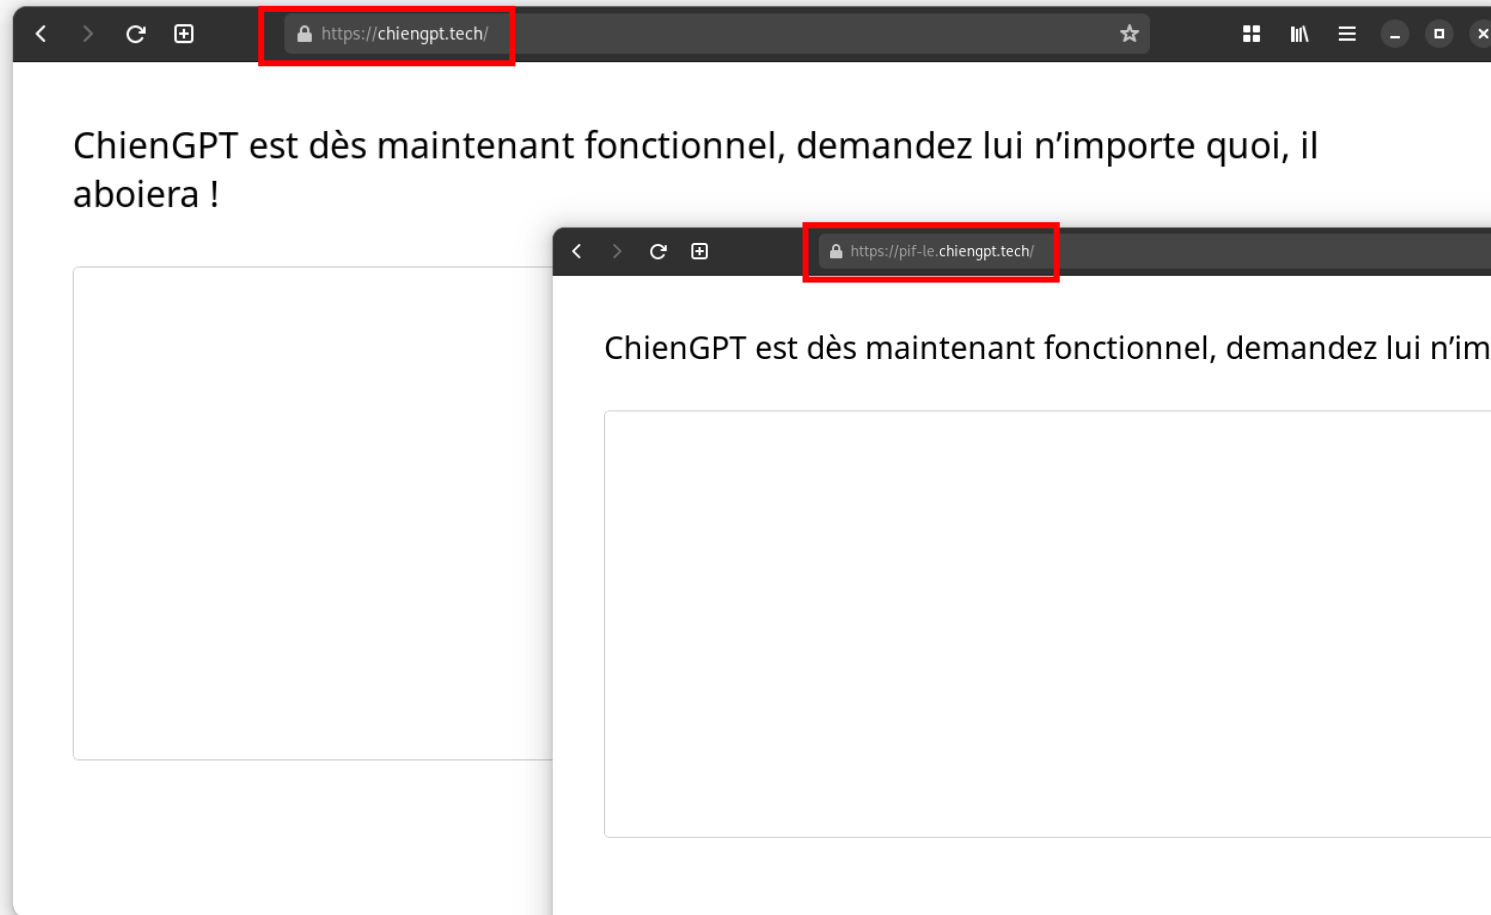 https://chiengpt.tech/
ChienGPT est dès maintenant fonctionnel, demandez lui n’importe quoi, il
aboiera !
https://pif-le.chiengpt.tech/
ChienGPT est dès maintenant fonctionnel, demandez lui n’im